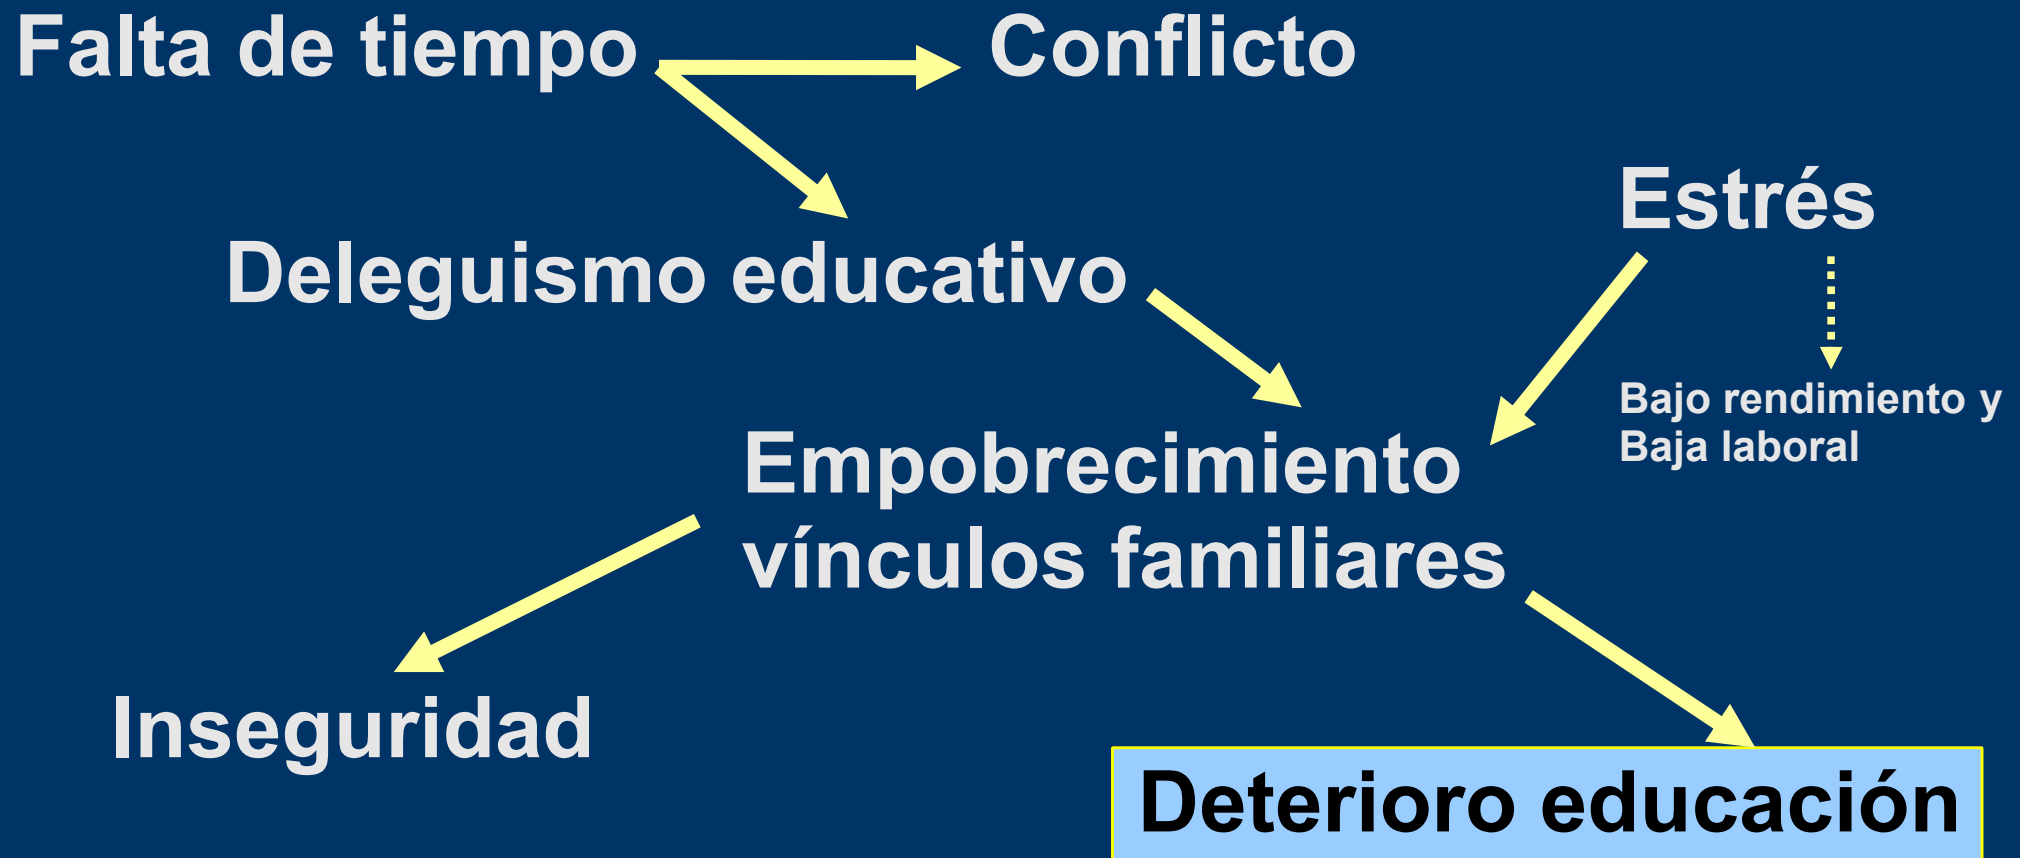 Falta de tiempo
Conflicto
Estrés
Deleguismo educativo
Bajo rendimiento y
Baja laboral
Empobrecimiento
vínculos familiares
Inseguridad
Deterioro educación